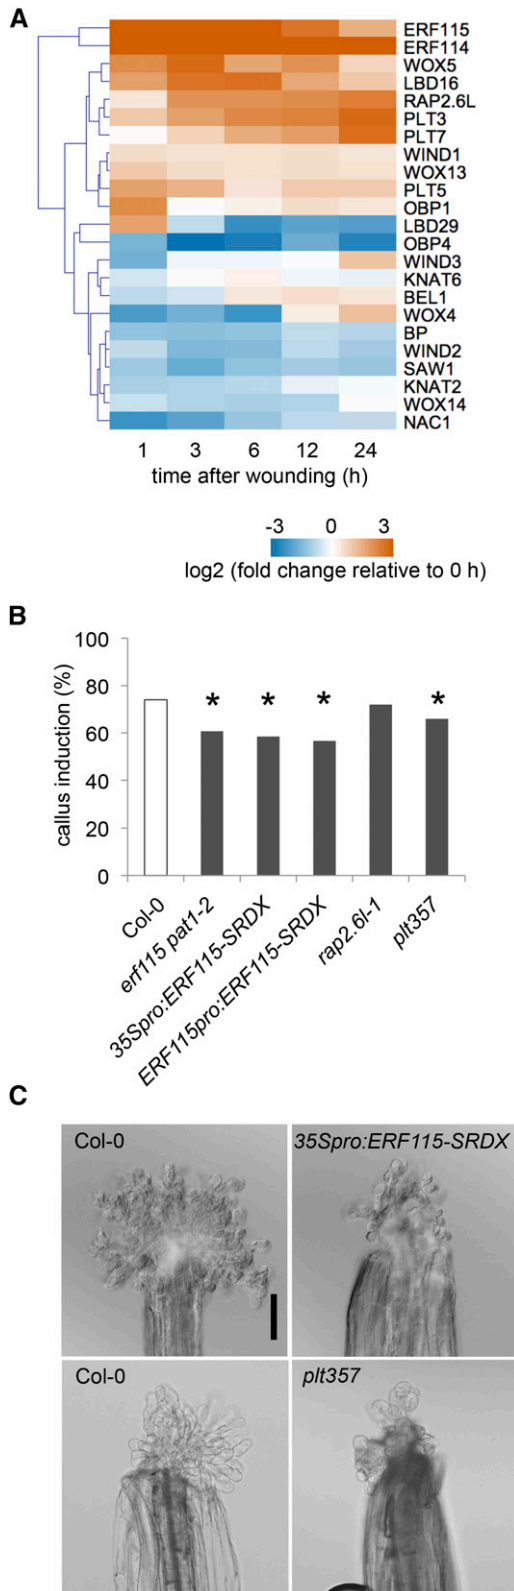 A
ERF115
ERF114
WOX5
LBD16
RAP2.6L
PLT3
PLT7
WIND1
WOX13
PLT5
OBP1
LBD29
OBP4
WIND3
KNAT6
BEL1
WOX4
BP
WIND2
SAW1
KNAT2
WOX14
NAC1
1 3 6 12 24
time after wounding (h)
-3 0 3
log2 (fold change relative to 0 h)
B
callus induction (%)
100
80
60
40
20
0
* * * *
Col-0
erf115 pat1-2
35Spro:ERF115-SRDX
ERF115pro:ERF115-SRDX
rap2.6l-1
plt357
C
Col-0
35Spro:ERF115-SRDX
Col-0
plt357